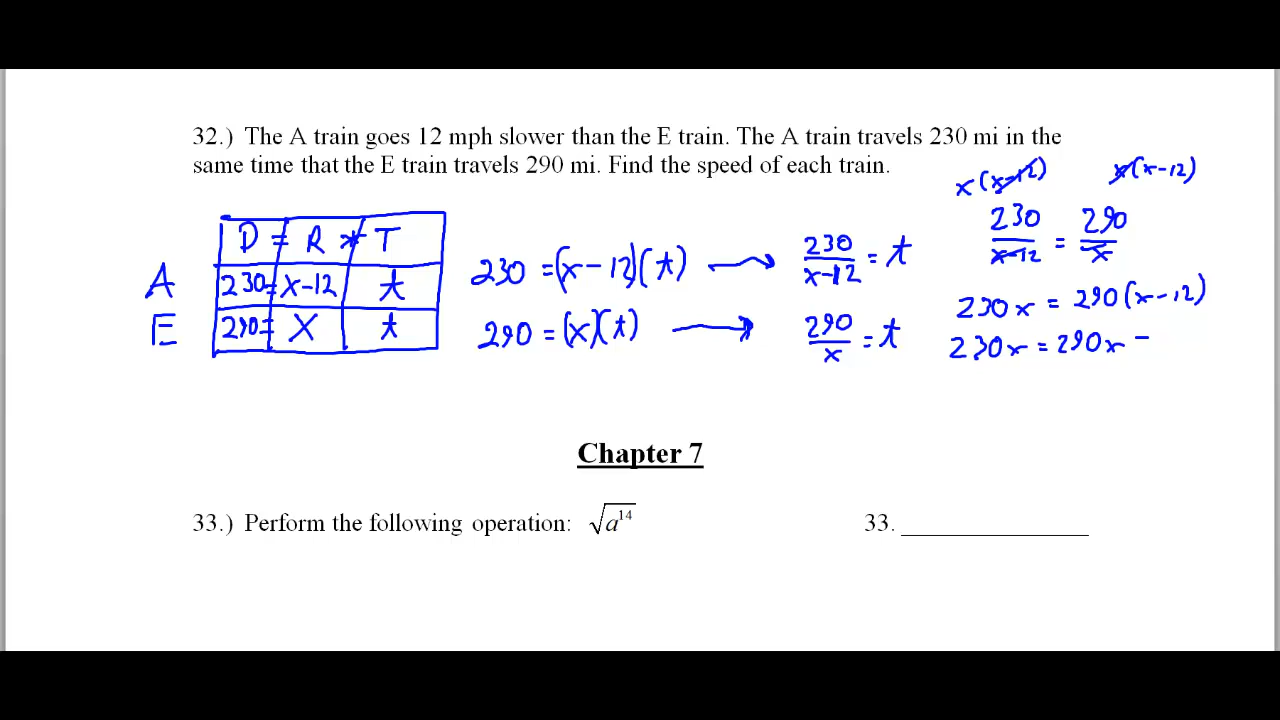 32.) The A train goes 12 mph slower than the E train. The A train travels 230 mi in the
same time that the E train travels 290 mi. Find the speed of each train.
x(x-12) x(x-12)
D = R * T
A 230 = x-12 t
E 290 = x t
230 = (x-12)(t) → 230/x-12 = t
290 = (x)(t) → 290/x = t
230/x-12 = 290/x
230x = 290(x-12)
230x = 290x -
Chapter 7
33.) Perform the following operation: √a¹⁴ 33. _______________